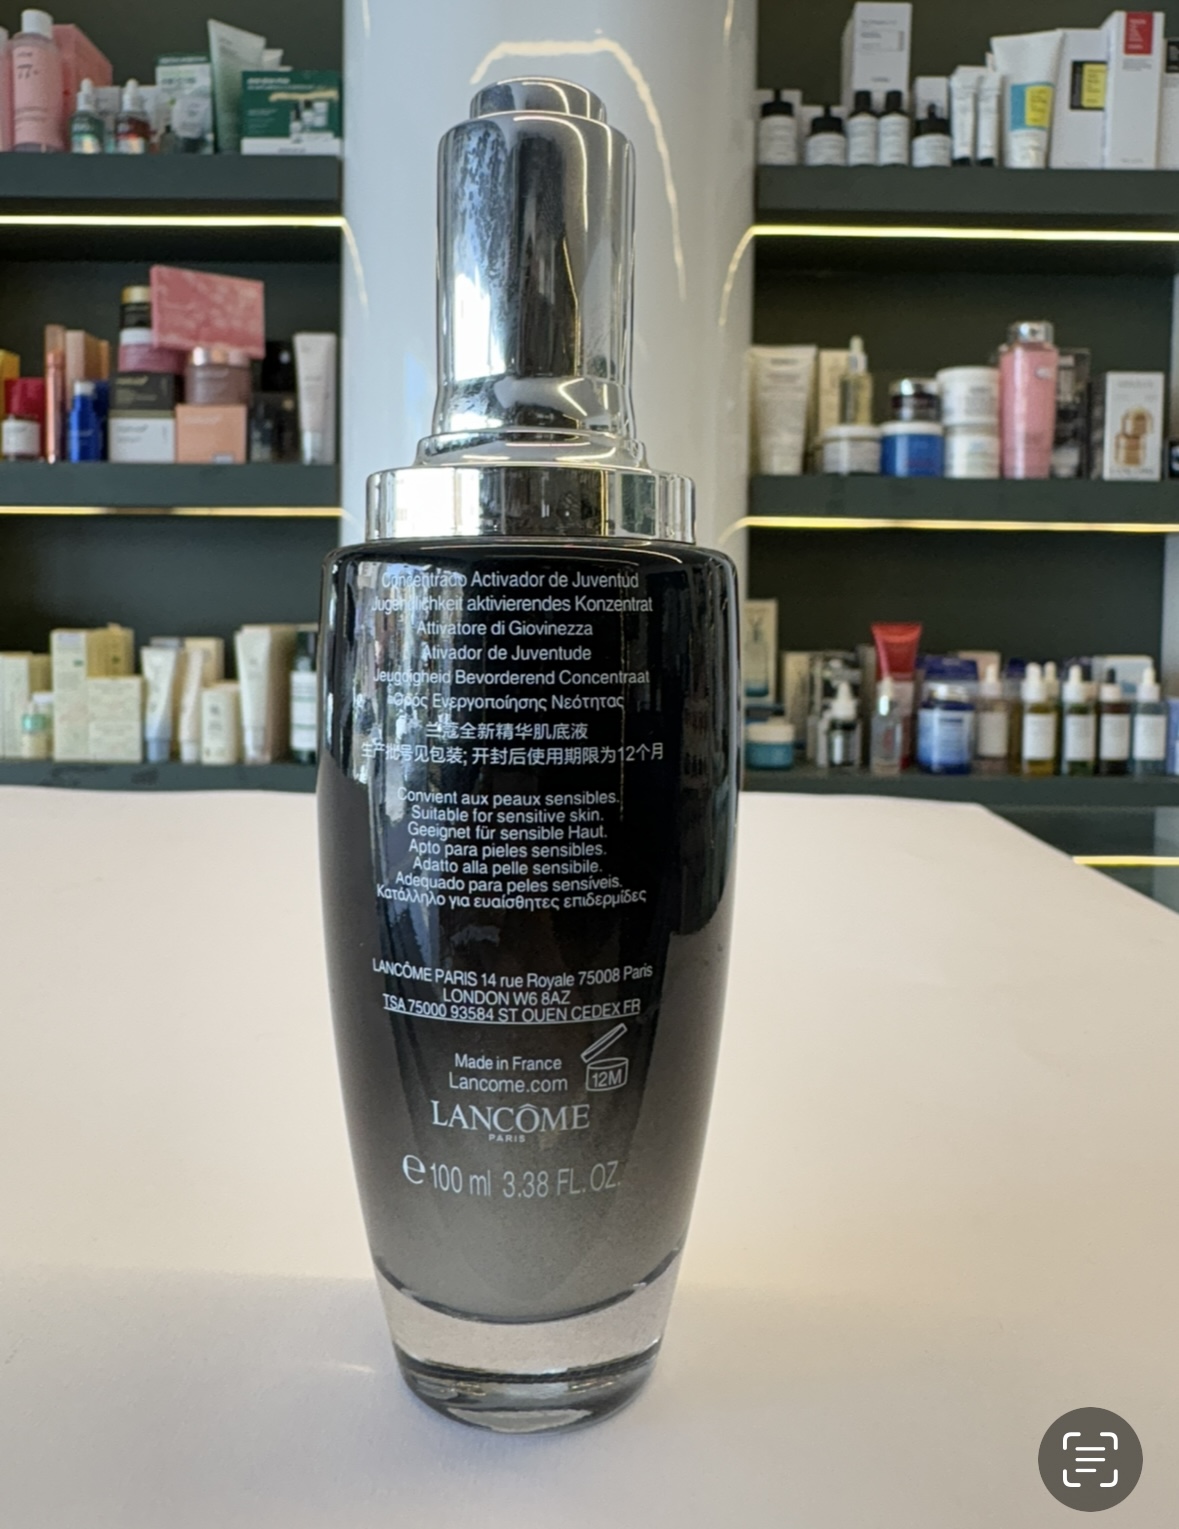 Concentrado Activador de Juventud
Jugendlichkeit aktivierendes Konzentrat
Attivatore di Giovinezza
Ativador de Juventude
Jeugdigheid Bevorderend Concentraat
Ορός Ενεργοποίησης Νεότητας
兰蔻全新精华肌底液
生产批号见包装; 开封后使用期限为12个月
Convient aux peaux sensibles.
Suitable for sensitive skin.
Geeignet für sensible Haut.
Apto para pieles sensibles.
Adatto alla pelle sensibile.
Adequado para peles sensíveis.
Κατάλληλο για ευαίσθητες επιδερμίδες
LANCÔME PARIS 14 rue Royale 75008 Paris
LONDON W6 8AZ
TSA 75000 93584 ST OUEN CEDEX FR
Made in France
Lancome.com
12M
LANCÔME
PARIS
℮ 100 ml 3.38 FL. OZ.